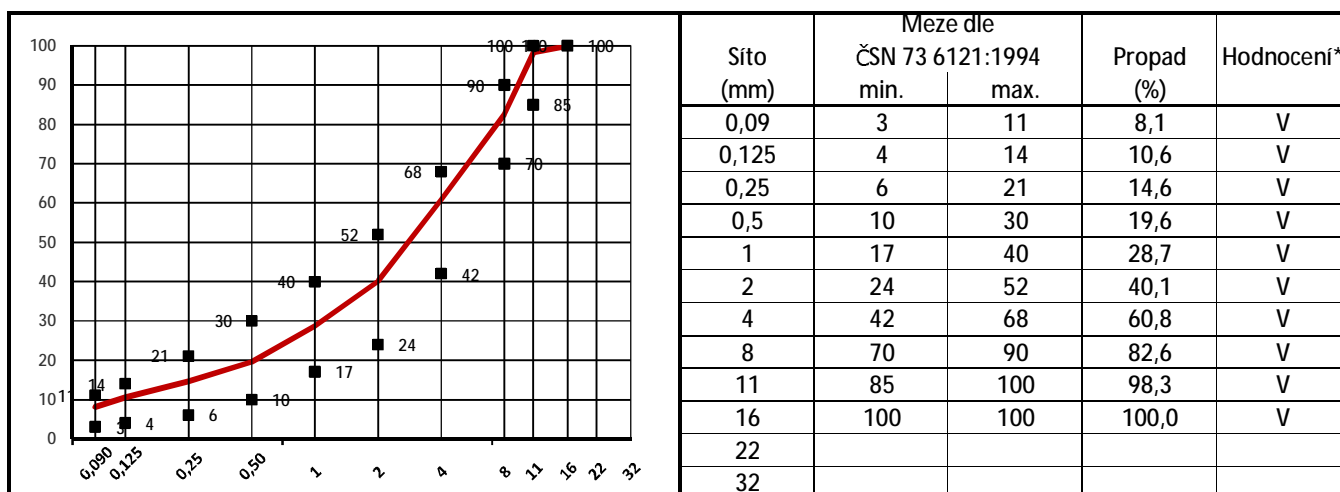 100
90
80
70
60
50
40
30
20
10
0
100 100 100
90 85
68 70
52
40 42
30
21 24
14 17
11 10
3 4 6
0,090 0,125 0,25 0,50 1 2 4 8 11 16 22 32
Meze dle
Síto ČSN 73 6121:1994 Propad Hodnocení*
(mm) min. max. (%)
0,09 3 11 8,1 V
0,125 4 14 10,6 V
0,25 6 21 14,6 V
0,5 10 30 19,6 V
1 17 40 28,7 V
2 24 52 40,1 V
4 42 68 60,8 V
8 70 90 82,6 V
11 85 100 98,3 V
16 100 100 100,0 V
22
32